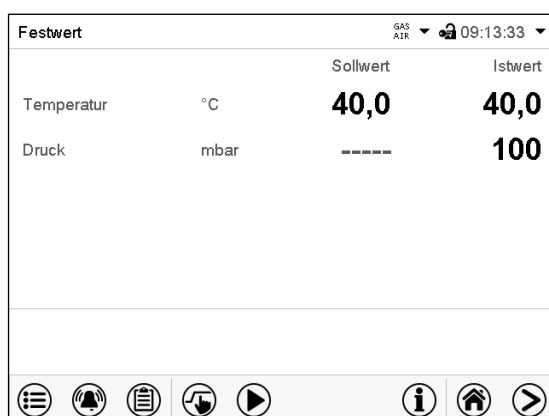 Festwert GAS AIR 09:13:33
Sollwert Istwert
Temperatur °C 40,0 40,0
Druck mbar ----- 100